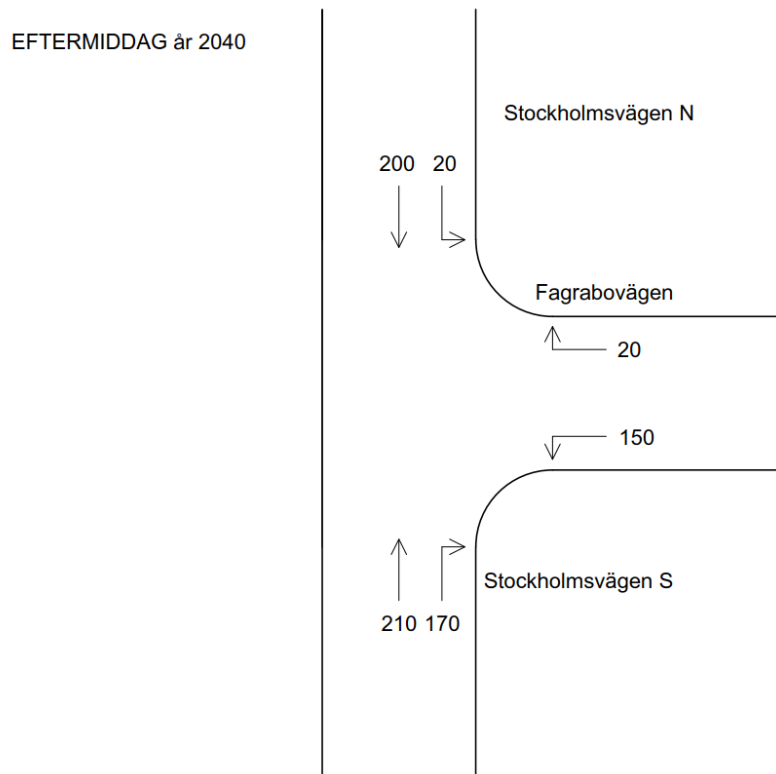 EFTERMIDDAG år 2040
Stockholmsvägen N
200 20
Fagrabovägen
20
150
Stockholmsvägen S
210 170